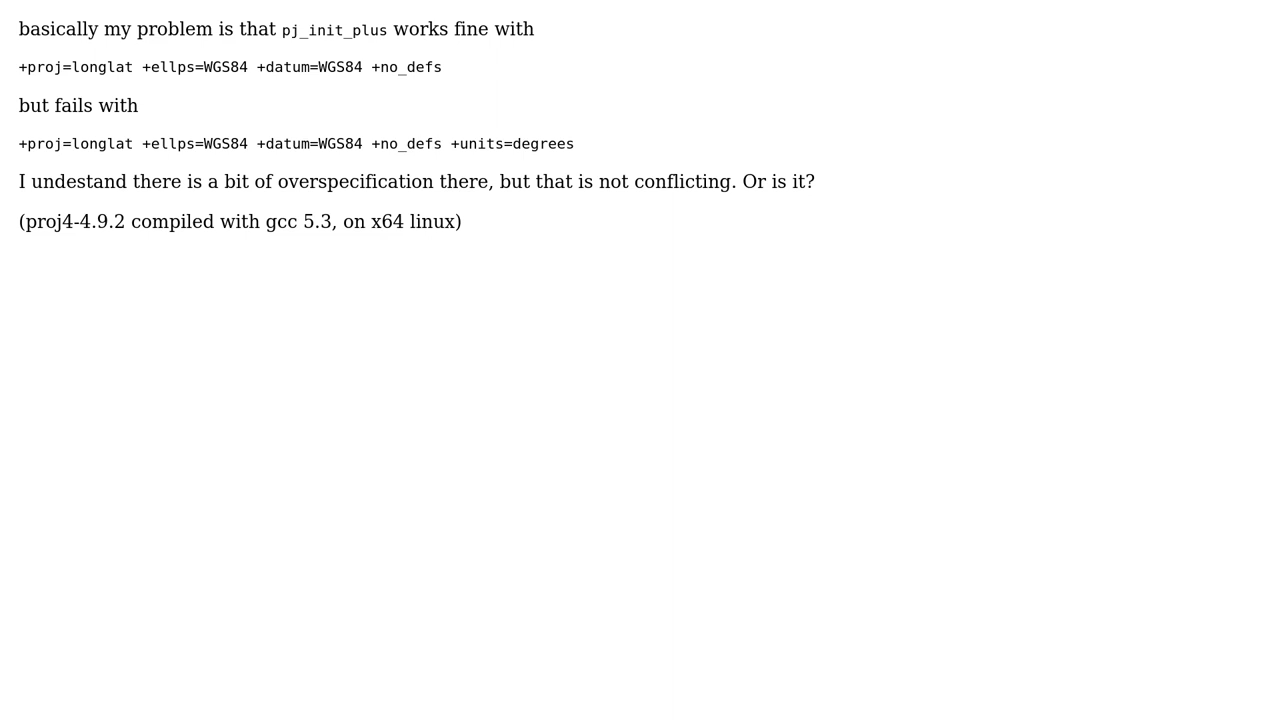 basically my problem is that pj_init_plus works fine with
+proj=longlat +ellps=WGS84 +datum=WGS84 +no_defs
but fails with
+proj=longlat +ellps=WGS84 +datum=WGS84 +no_defs +units=degrees
I undestand there is a bit of overspecification there, but that is not conflicting. Or is it?
(proj4-4.9.2 compiled with gcc 5.3, on x64 linux)